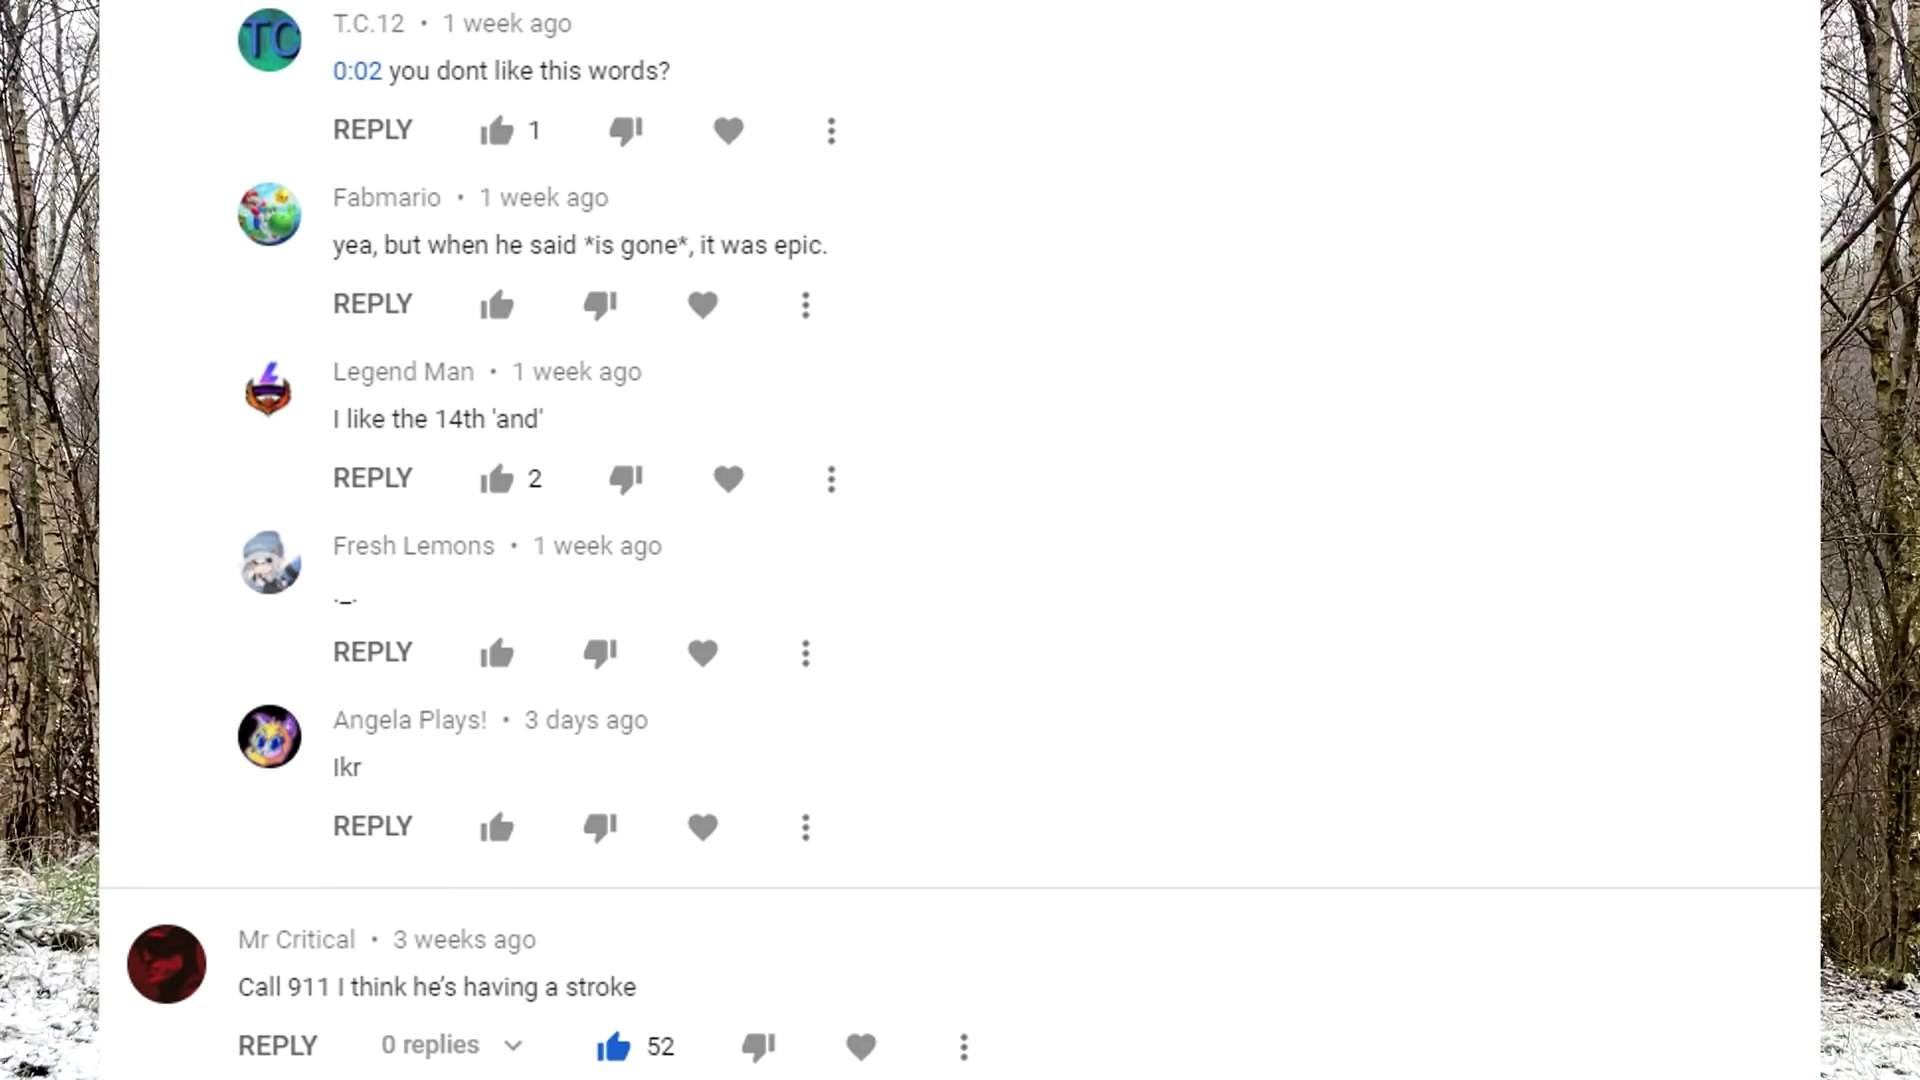 TC
T.C.12 • 1 week ago
0:02 you dont like this words?
REPLY 1
Fabmario • 1 week ago
yea, but when he said *is gone*, it was epic.
REPLY
Legend Man • 1 week ago
I like the 14th 'and'
REPLY 2
Fresh Lemons • 1 week ago
._.
REPLY
Angela Plays! • 3 days ago
Ikr
REPLY
Mr Critical • 3 weeks ago
Call 911 I think he’s having a stroke
REPLY 0 replies 52